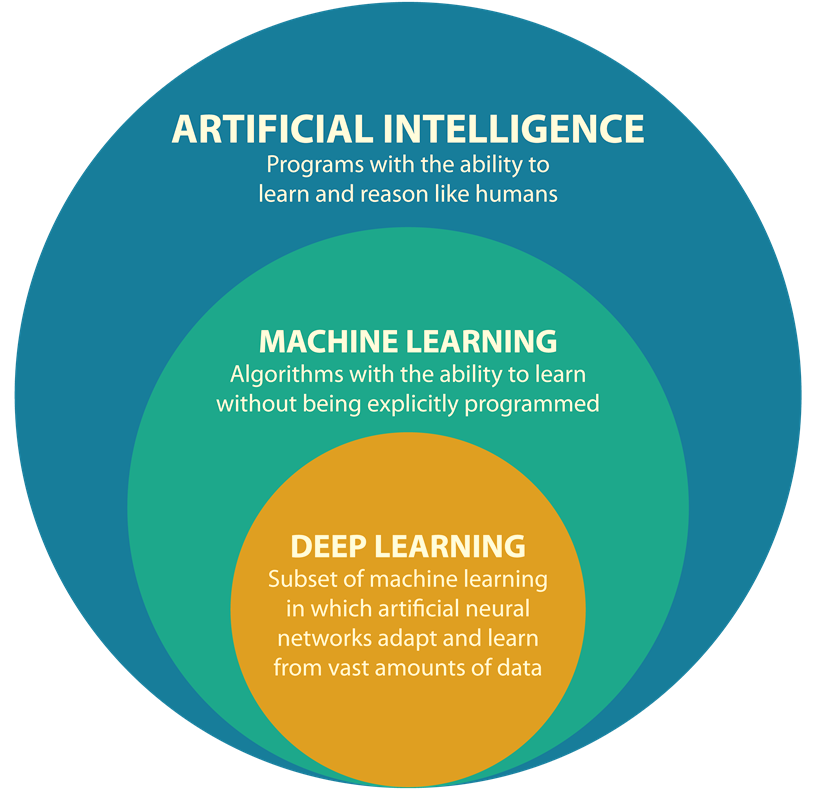 ARTIFICIAL INTELLIGENCE
Programs with the ability to
learn and reason like humans
MACHINE LEARNING
Algorithms with the ability to learn
without being explicitly programmed
DEEP LEARNING
Subset of machine learning
in which artificial neural
networks adapt and learn
from vast amounts of data